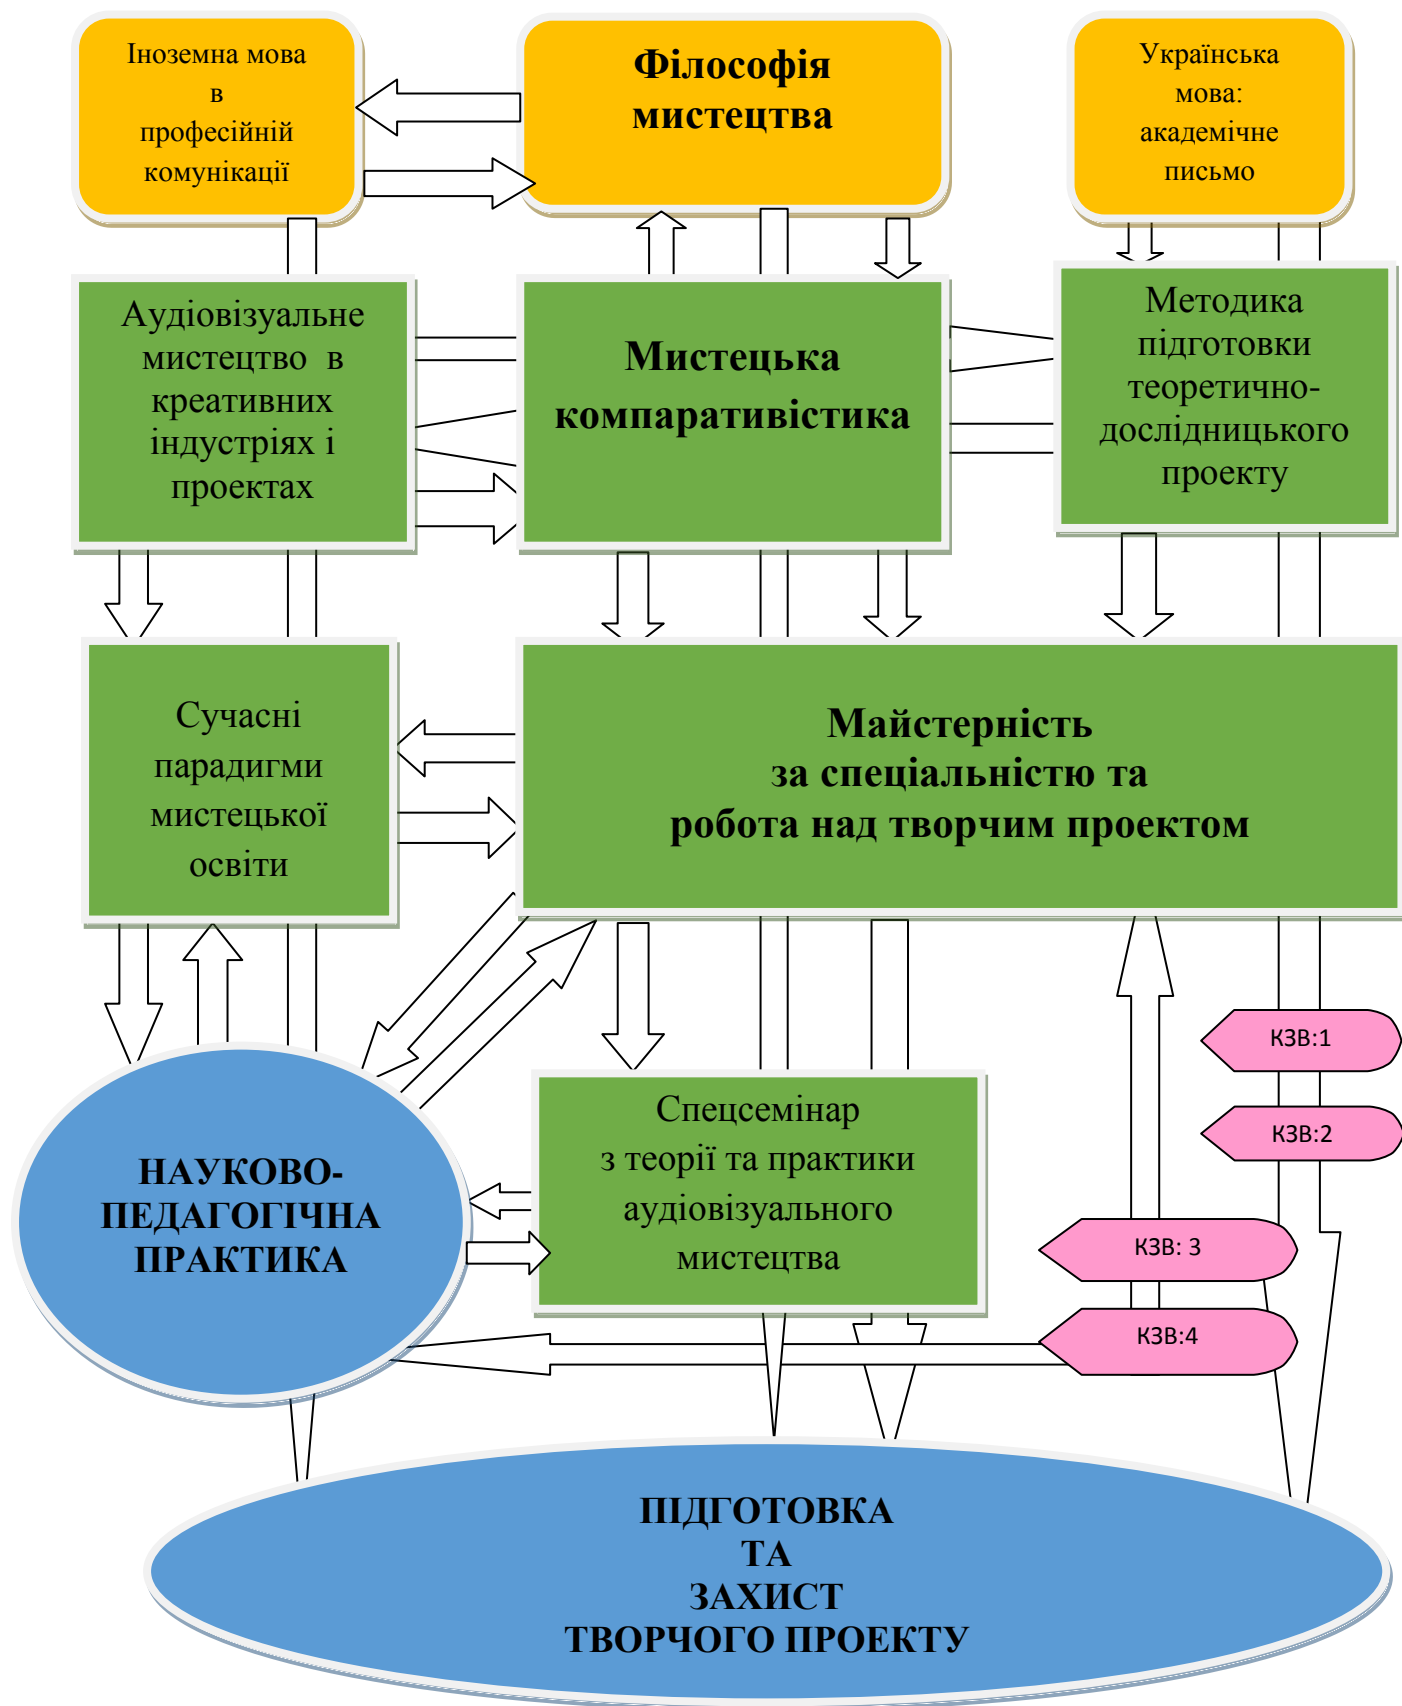 Іноземна мова
в
професійній
комунікації
Філософія
мистецтва
Українська
мова:
академічне
письмо
Аудіовізуальне
мистецтво в
креативних
індустріях і
проектах
Мистецька
компаративістика
Методика
підготовки
теоретично-
дослідницького
проекту
Сучасні
парадигми
мистецької
освіти
Майстерність
за спеціальністю та
робота над творчим проектом
КЗВ:1
КЗВ:2
НАУКОВО-
ПЕДАГОГІЧНА
ПРАКТИКА
Спецсемінар
з теорії та практики
аудіовізуального
мистецтва
КЗВ: 3
КЗВ:4
ПІДГОТОВКА
ТА
ЗАХИСТ
ТВОРЧОГО ПРОЕКТУ